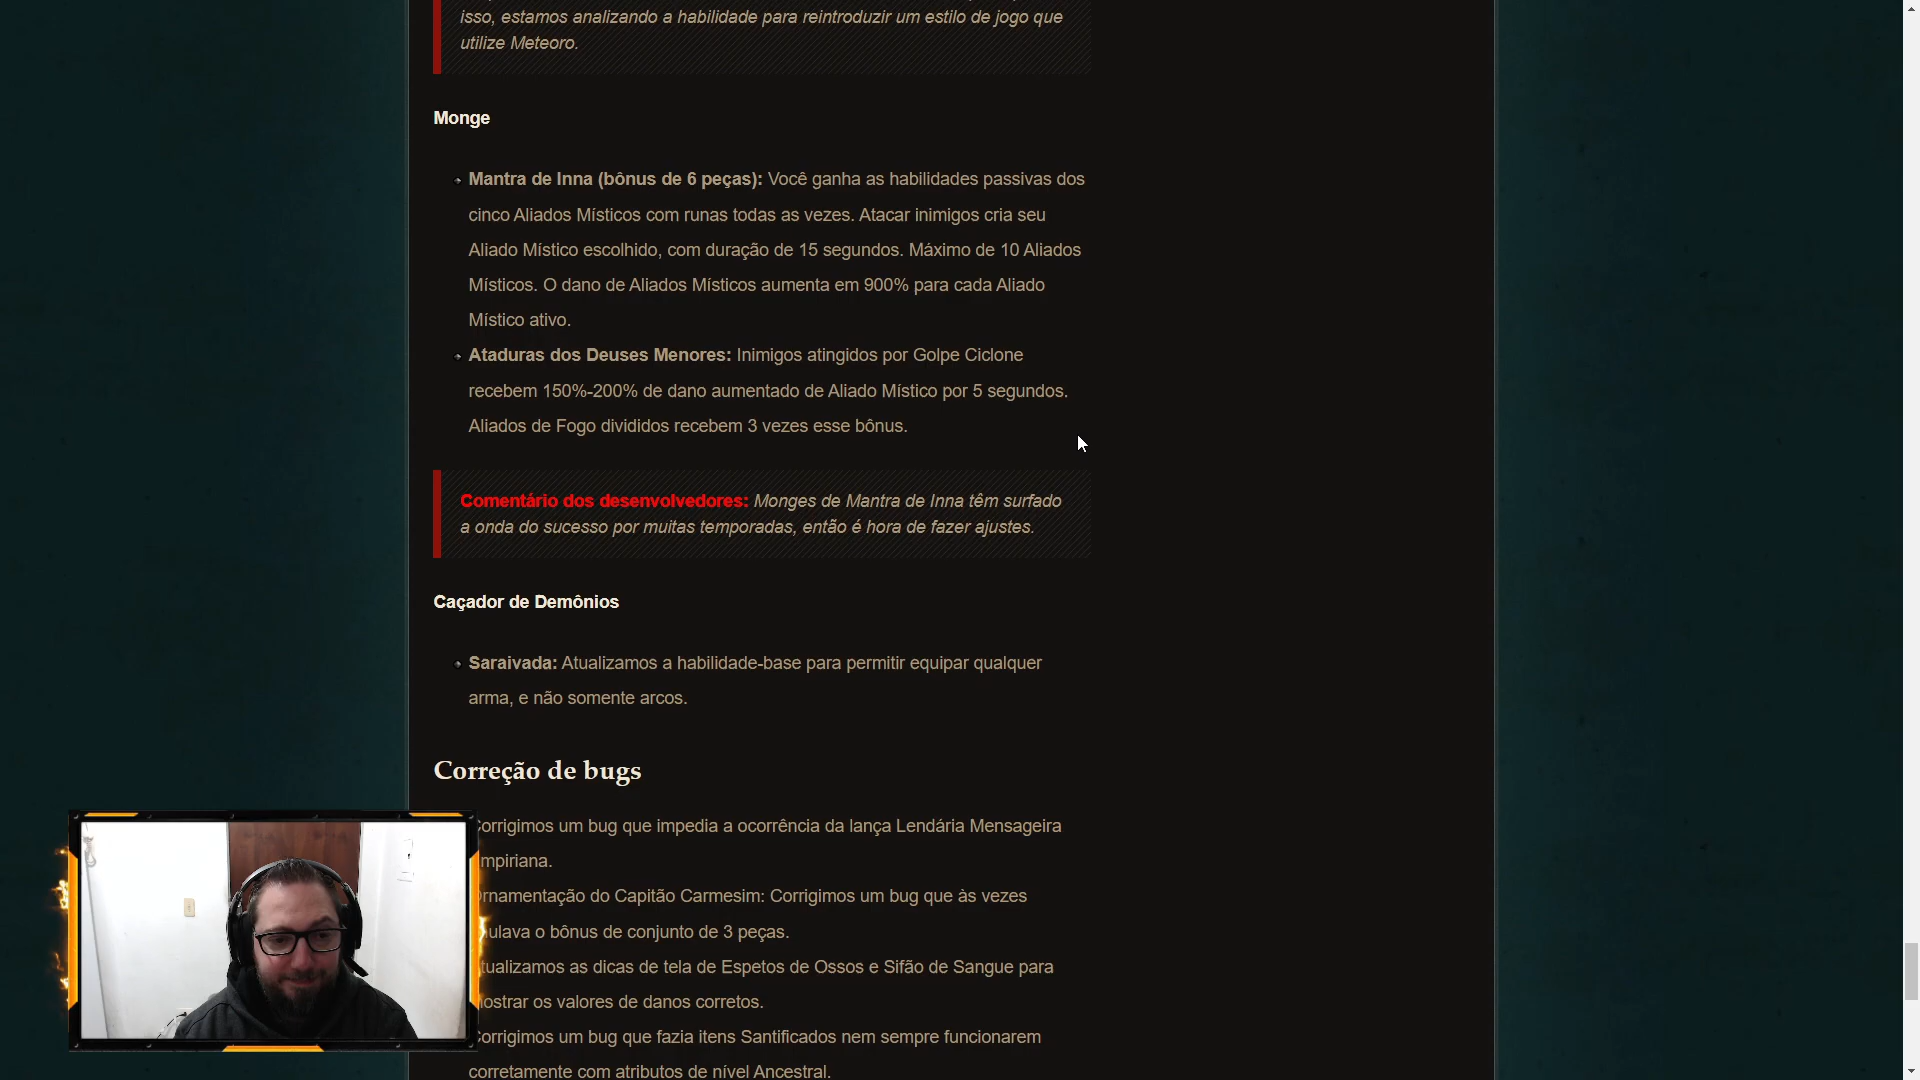 isso, estamos analizando a habilidade para reintroduzir um estilo de jogo que
utilize Meteoro.
Monge
Mantra de Inna (bônus de 6 peças): Você ganha as habilidades passivas dos
cinco Aliados Místicos com runas todas as vezes. Atacar inimigos cria seu
Aliado Místico escolhido, com duração de 15 segundos. Máximo de 10 Aliados
Místicos. O dano de Aliados Místicos aumenta em 900% para cada Aliado
Místico ativo.
Ataduras dos Deuses Menores: Inimigos atingidos por Golpe Ciclone
recebem 150%-200% de dano aumentado de Aliado Místico por 5 segundos.
Aliados de Fogo divididos recebem 3 vezes esse bônus.
Comentário dos desenvolvedores: Monges de Mantra de Inna têm surfado
a onda do sucesso por muitas temporadas, então é hora de fazer ajustes.
Caçador de Demônios
Saraivada: Atualizamos a habilidade-base para permitir equipar qualquer
arma, e não somente arcos.
Correção de bugs
Corrigimos um bug que impedia a ocorrência da lança Lendária Mensageira
mpiriana.
Ornamentação do Capitão Carmesim: Corrigimos um bug que às vezes
ulava o bônus de conjunto de 3 peças.
tualizamos as dicas de tela de Espetos de Ossos e Sifão de Sangue para
mostrar os valores de danos corretos.
Corrigimos um bug que fazia itens Santificados nem sempre funcionarem
corretamente com atributos de nível Ancestral.